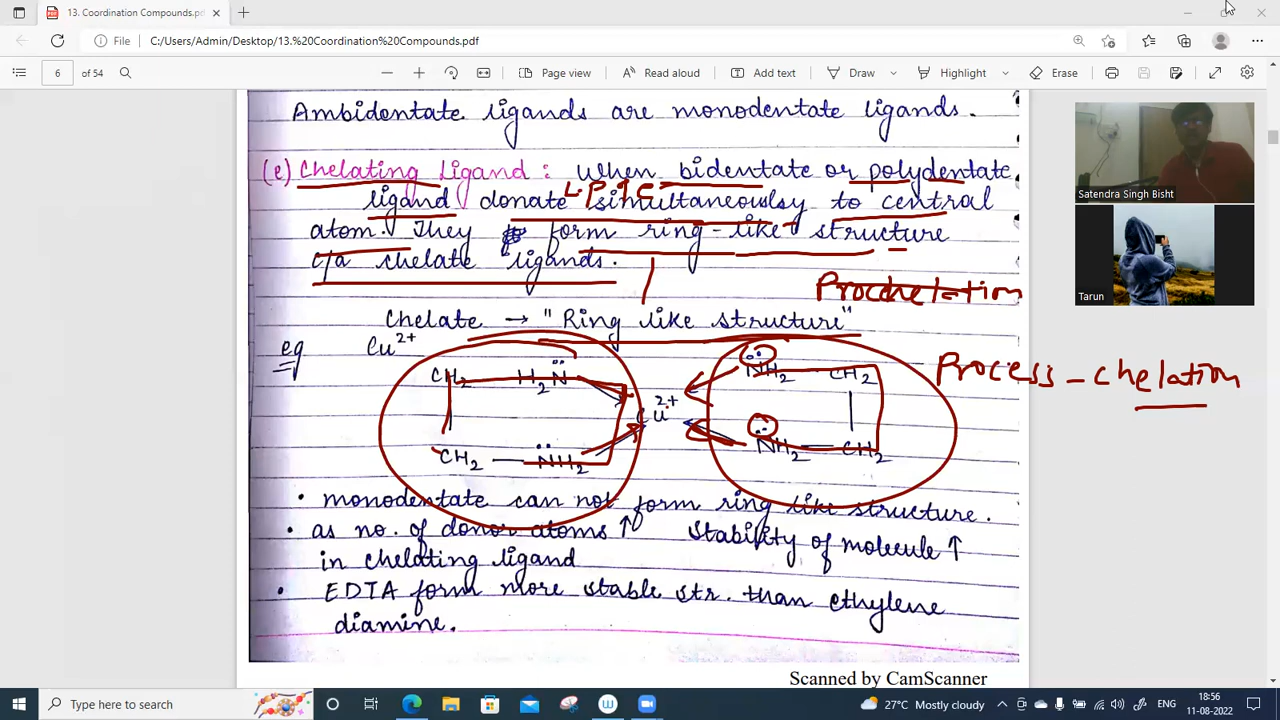 13. Coordination Compounds.pdf
File C:/Users/Admin/Desktop/13.%20Coordination%20Compounds.pdf
6 of 54 Page view Read aloud Add text Draw Highlight Erase
Ambidentate ligands are monodentate ligands.
(e) Chelating Ligand : when bidentate or polydentate
L.P. of e
ligand donate simultaneoulsy to central
atom. They form ring-like structure
c/a chelate ligands.
Prochelation
Chelate → "Ring like structure"
eg Cu2+
Process - chelation
CH2 H2N̈ Cu2+ N̈H2 CH2
CH2 — N̈H2 N̈H2 — CH2
• monodentate can not form ring like structure.
• as no. of donor atoms ↑ Stability of molecule ↑
in chelating ligand
• EDTA form more stable str. than ethylene
diamine.
Scanned by CamScanner
Satendra Singh Bisht
Tarun
Type here to search
W
27°C Mostly cloudy ENG 18:56
11-08-2022